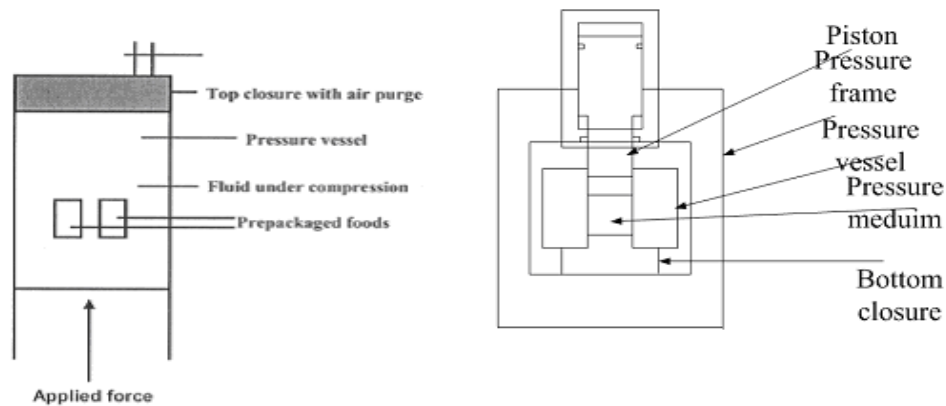 Top closure with air purge
Pressure vessel
Fluid under compression
Prepackaged foods
Applied force
Piston
Pressure
frame
Pressure
vessel
Pressure
meduim
Bottom
closure